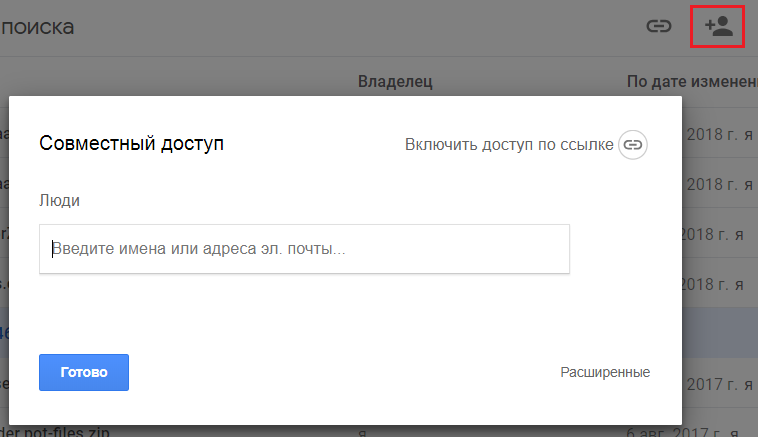 поиска
Владелец
По дате изменени
Совместный доступ
Включить доступ по ссылке
2018 г. я
Люди
2018 г. я
Введите имена или адреса эл. почты...
2018 г. я
2018 г. я
Готово
Расширенные
2017 г. я
der pot-files.zip
я
6 авг. 2017 г. я